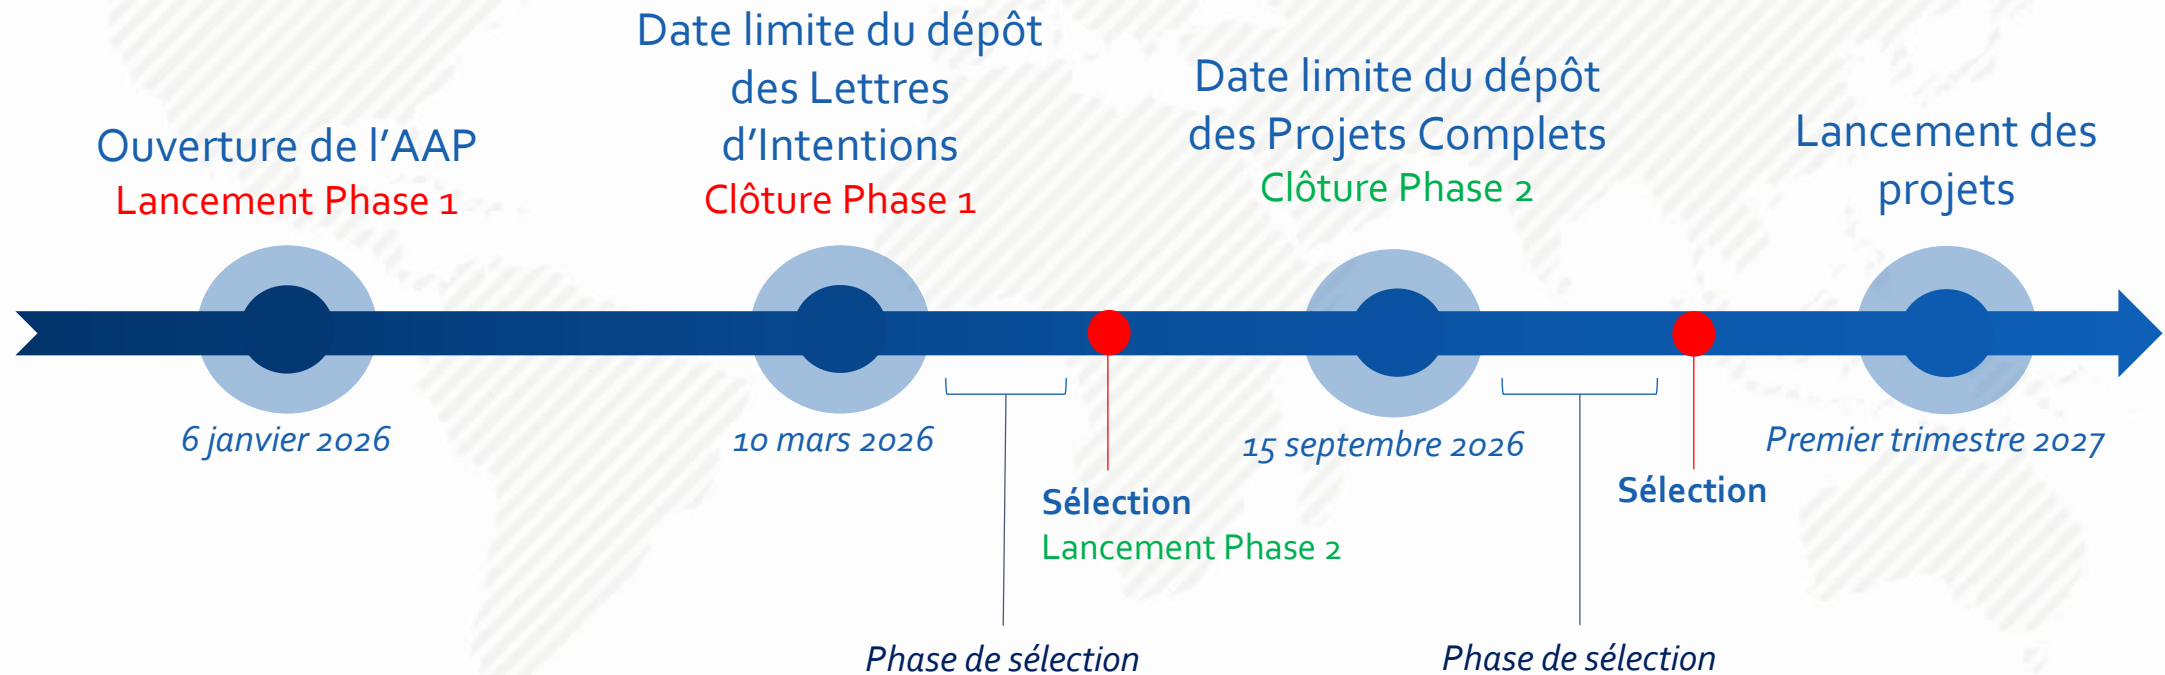 Ouverture de l’AAP
Lancement Phase 1
6 janvier 2026
Date limite du dépôt
des Lettres
d’Intentions
Clôture Phase 1
10 mars 2026
Phase de sélection
Sélection
Lancement Phase 2
Date limite du dépôt
des Projets Complets
Clôture Phase 2
15 septembre 2026
Phase de sélection
Sélection
Lancement des
projets
Premier trimestre 2027